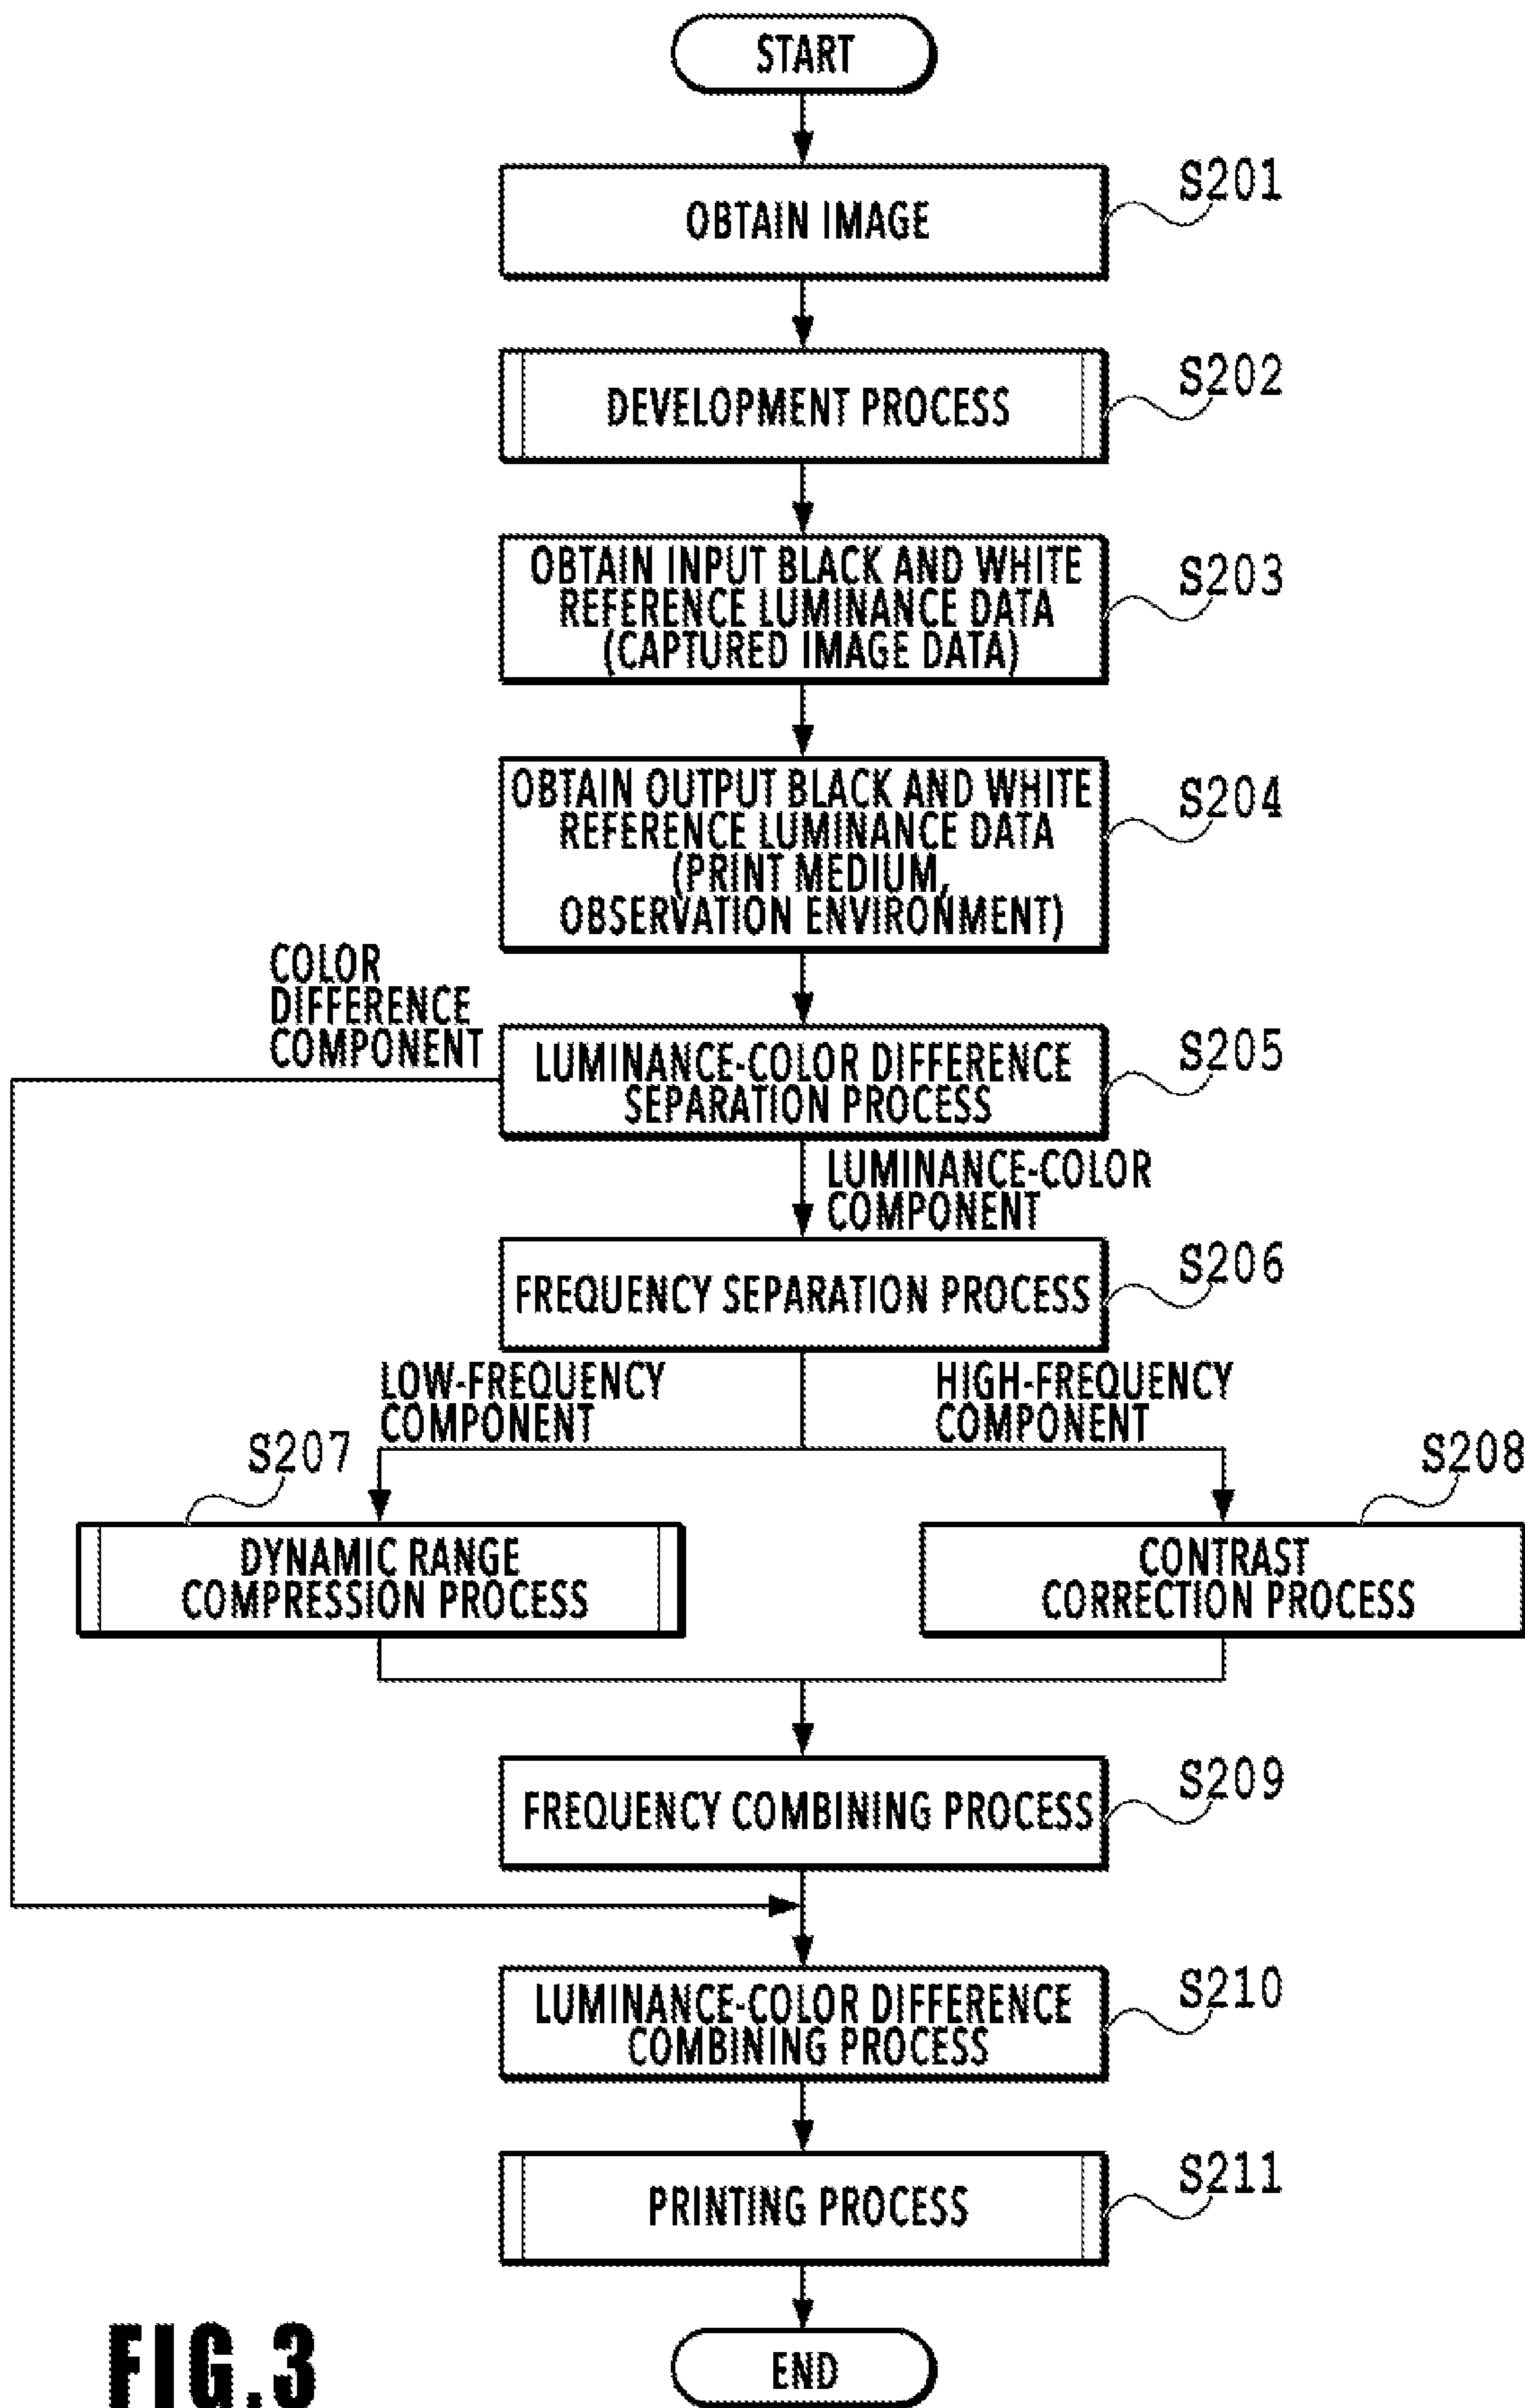 START
OBTAIN IMAGE
S201
DEVELOPMENT PROCESS
S202
OBTAIN INPUT BLACK AND WHITE
REFERENCE LUMINANCE DATA
(CAPTURED IMAGE DATA)
S203
OBTAIN OUTPUT BLACK AND WHITE
REFERENCE LUMINANCE DATA
(PRINT MEDIUM,
OBSERVATION ENVIRONMENT)
S204
COLOR
DIFFERENCE
COMPONENT
LUMINANCE-COLOR DIFFERENCE
SEPARATION PROCESS
S205
LUMINANCE-COLOR
COMPONENT
FREQUENCY SEPARATION PROCESS
S206
LOW-FREQUENCY
COMPONENT
HIGH-FREQUENCY
COMPONENT
S207
DYNAMIC RANGE
COMPRESSION PROCESS
S208
CONTRAST
CORRECTION PROCESS
FREQUENCY COMBINING PROCESS
S209
LUMINANCE-COLOR DIFFERENCE
COMBINING PROCESS
S210
PRINTING PROCESS
S211
END
FIG.3